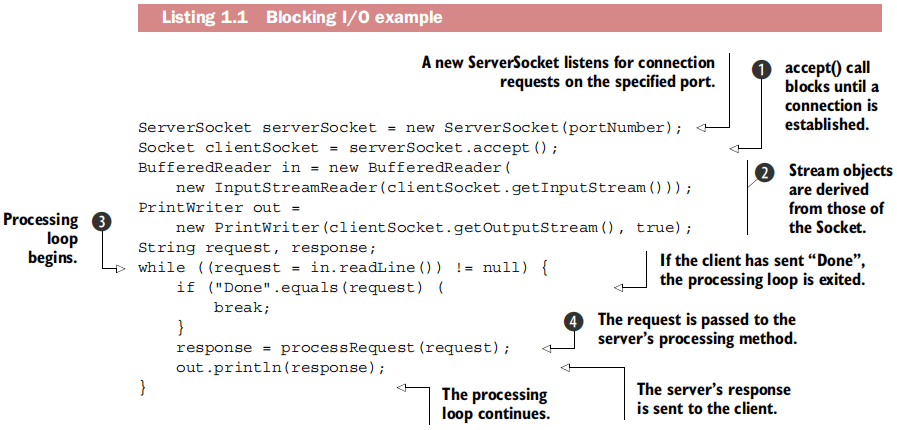 Listing 1.1 Blocking I/O example
A new ServerSocket listens for connection
requests on the specified port.
1 accept() call
blocks until a
connection is
established.
ServerSocket serverSocket = new ServerSocket(portNumber);
Socket clientSocket = serverSocket.accept();
BufferedReader in = new BufferedReader(
new InputStreamReader(clientSocket.getInputStream()));
PrintWriter out =
new PrintWriter(clientSocket.getOutputStream(), true);
2 Stream objects
are derived
from those of
the Socket.
Processing
loop
begins.
3
String request, response;
while ((request = in.readLine()) != null) {
if ("Done".equals(request) (
break;
}
If the client has sent “Done”,
the processing loop is exited.
response = processRequest(request);
4 The request is passed to the
server’s processing method.
out.println(response);
The server’s response
is sent to the client.
}
The processing
loop continues.